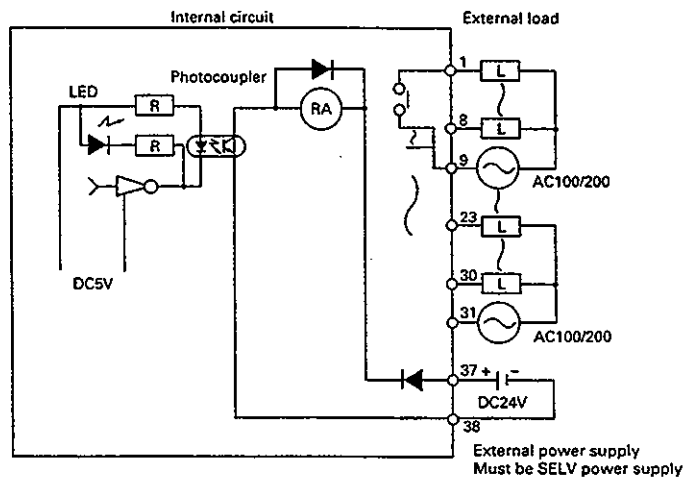 Internal circuit
External load
LED
Photocoupler
R
R
RA
1
L
8
L
9
AC100/200
23
L
30
L
31
AC100/200
DC5V
37 + -
DC24V
38
External power supply
Must be SELV power supply